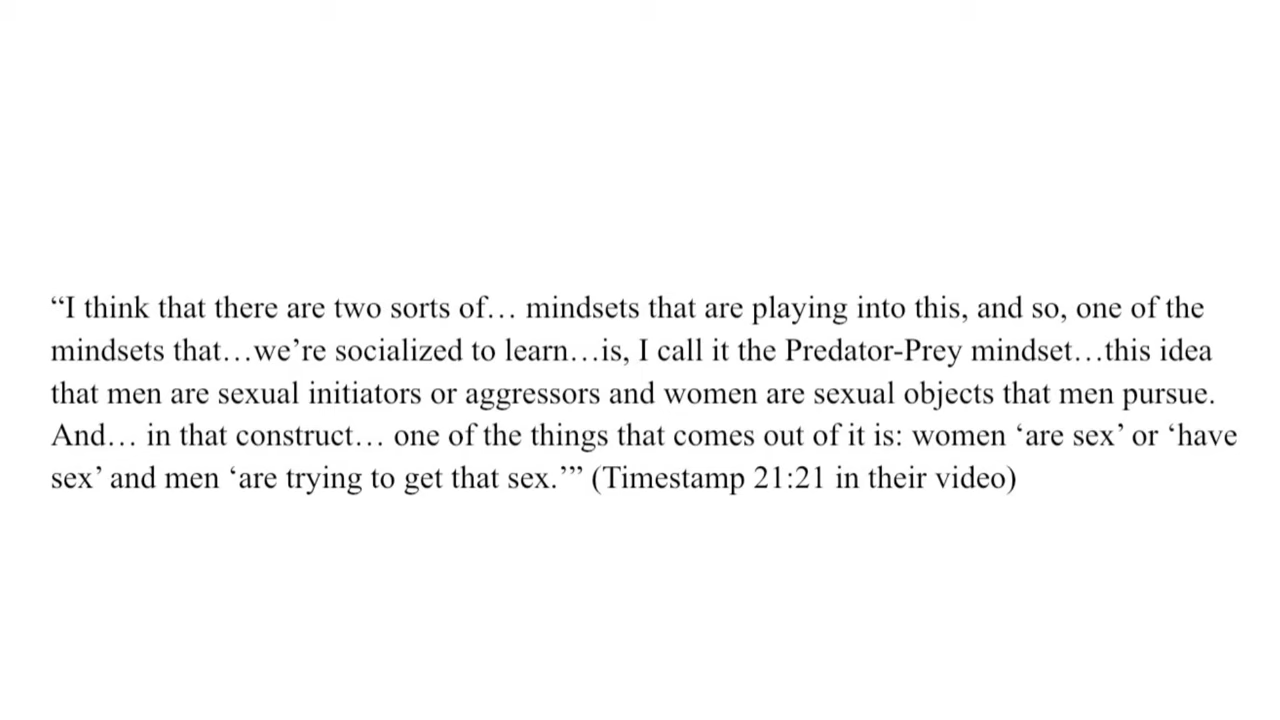 “I think that there are two sorts of… mindsets that are playing into this, and so, one of the
mindsets that…we’re socialized to learn…is, I call it the Predator-Prey mindset…this idea
that men are sexual initiators or aggressors and women are sexual objects that men pursue.
And… in that construct… one of the things that comes out of it is: women ‘are sex’ or ‘have
sex’ and men ‘are trying to get that sex.’” (Timestamp 21:21 in their video)